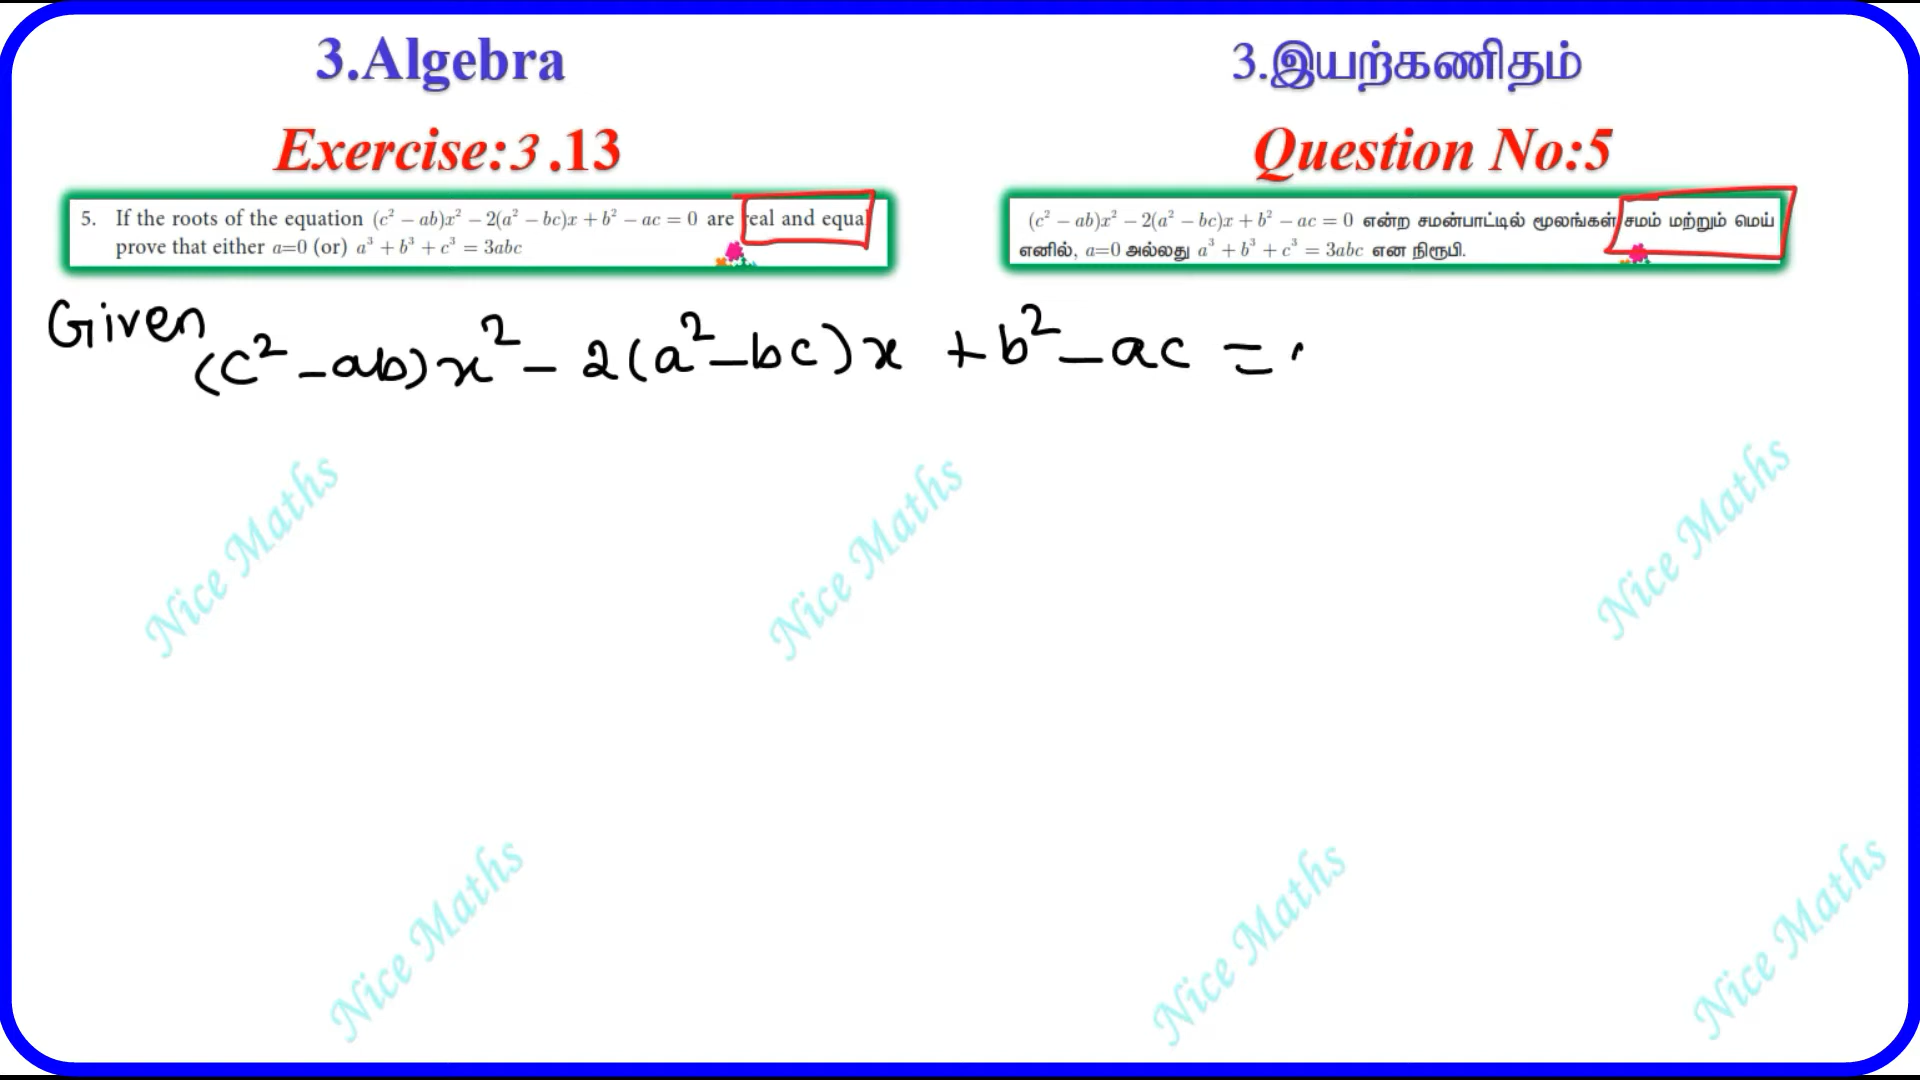 3.Algebra
3.இயற்கணிதம்
Exercise:3.13
Question No:5
5. If the roots of the equation (c² − ab)x² − 2(a² − bc)x + b² − ac = 0 are real and equal
prove that either a=0 (or) a³ + b³ + c³ = 3abc
(c² − ab)x² − 2(a² − bc)x + b² − ac = 0 என்ற சமன்பாட்டில் மூலங்கள் சமம் மற்றும் மெய்
எனில், a=0 அல்லது a³ + b³ + c³ = 3abc என நிரூபி.
Given
(c² − ab)x² − 2(a² − bc)x + b² − ac =
Nice Maths
Nice Maths
Nice Maths
Nice Maths
Nice Maths
Nice Maths